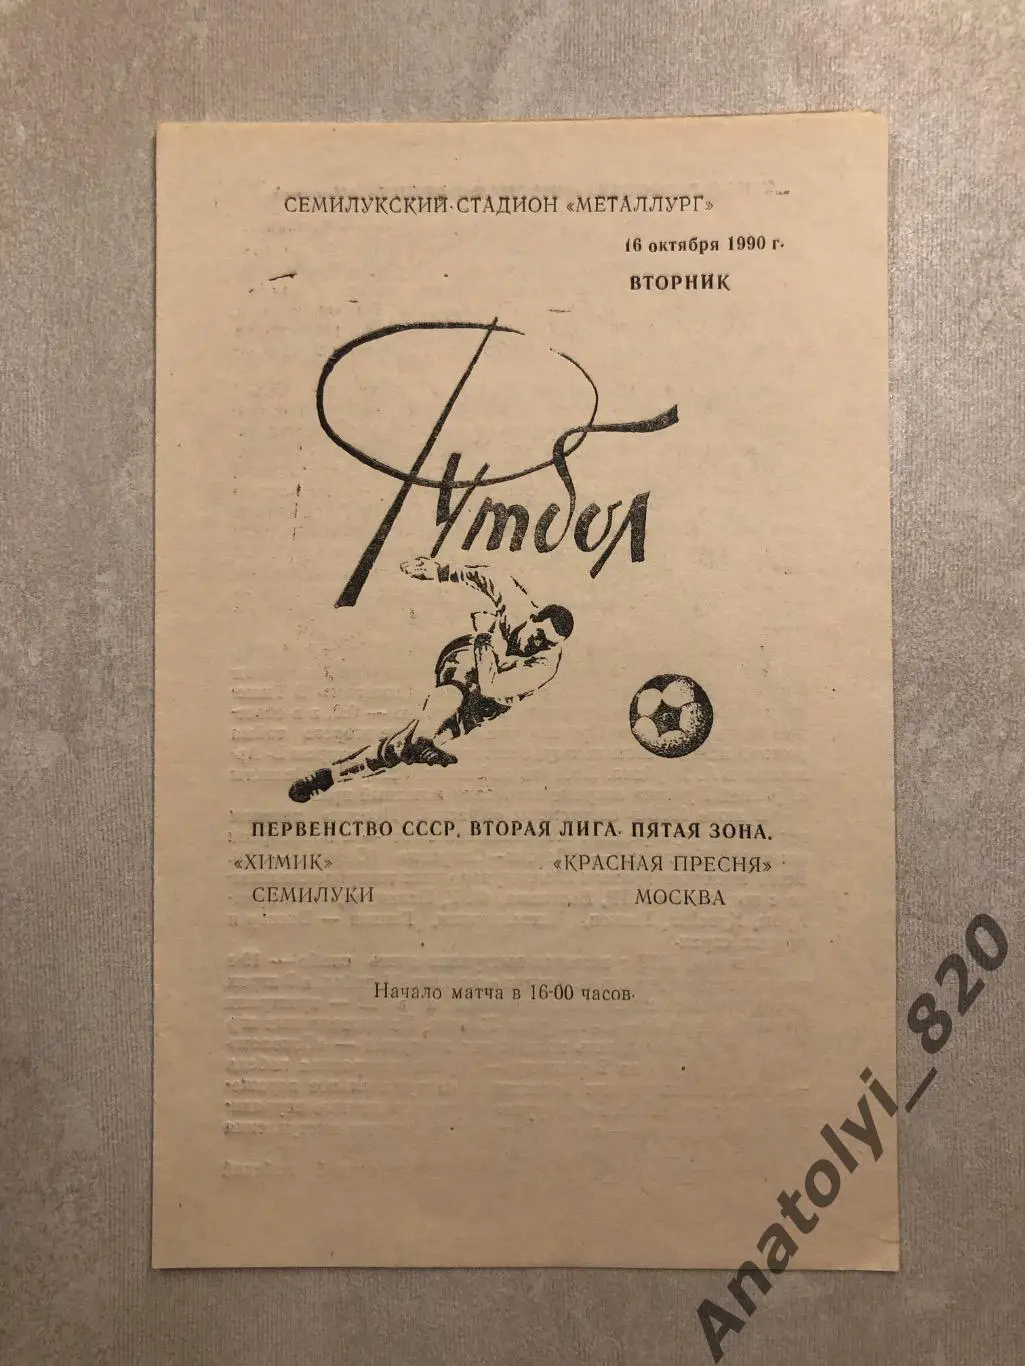 СЕМИЛУКСКИЙ СТАДИОН «МЕТАЛЛУРГ»
16 октября 1990 г.
ВТОРНИК
Футбол
ПЕРВЕНСТВО СССР. ВТОРАЯ ЛИГА. ПЯТАЯ ЗОНА.
«ХИМИК» «КРАСНАЯ ПРЕСНЯ»
СЕМИЛУКИ МОСКВА
Начало матча в 16-00 часов.
Anatolyi_820